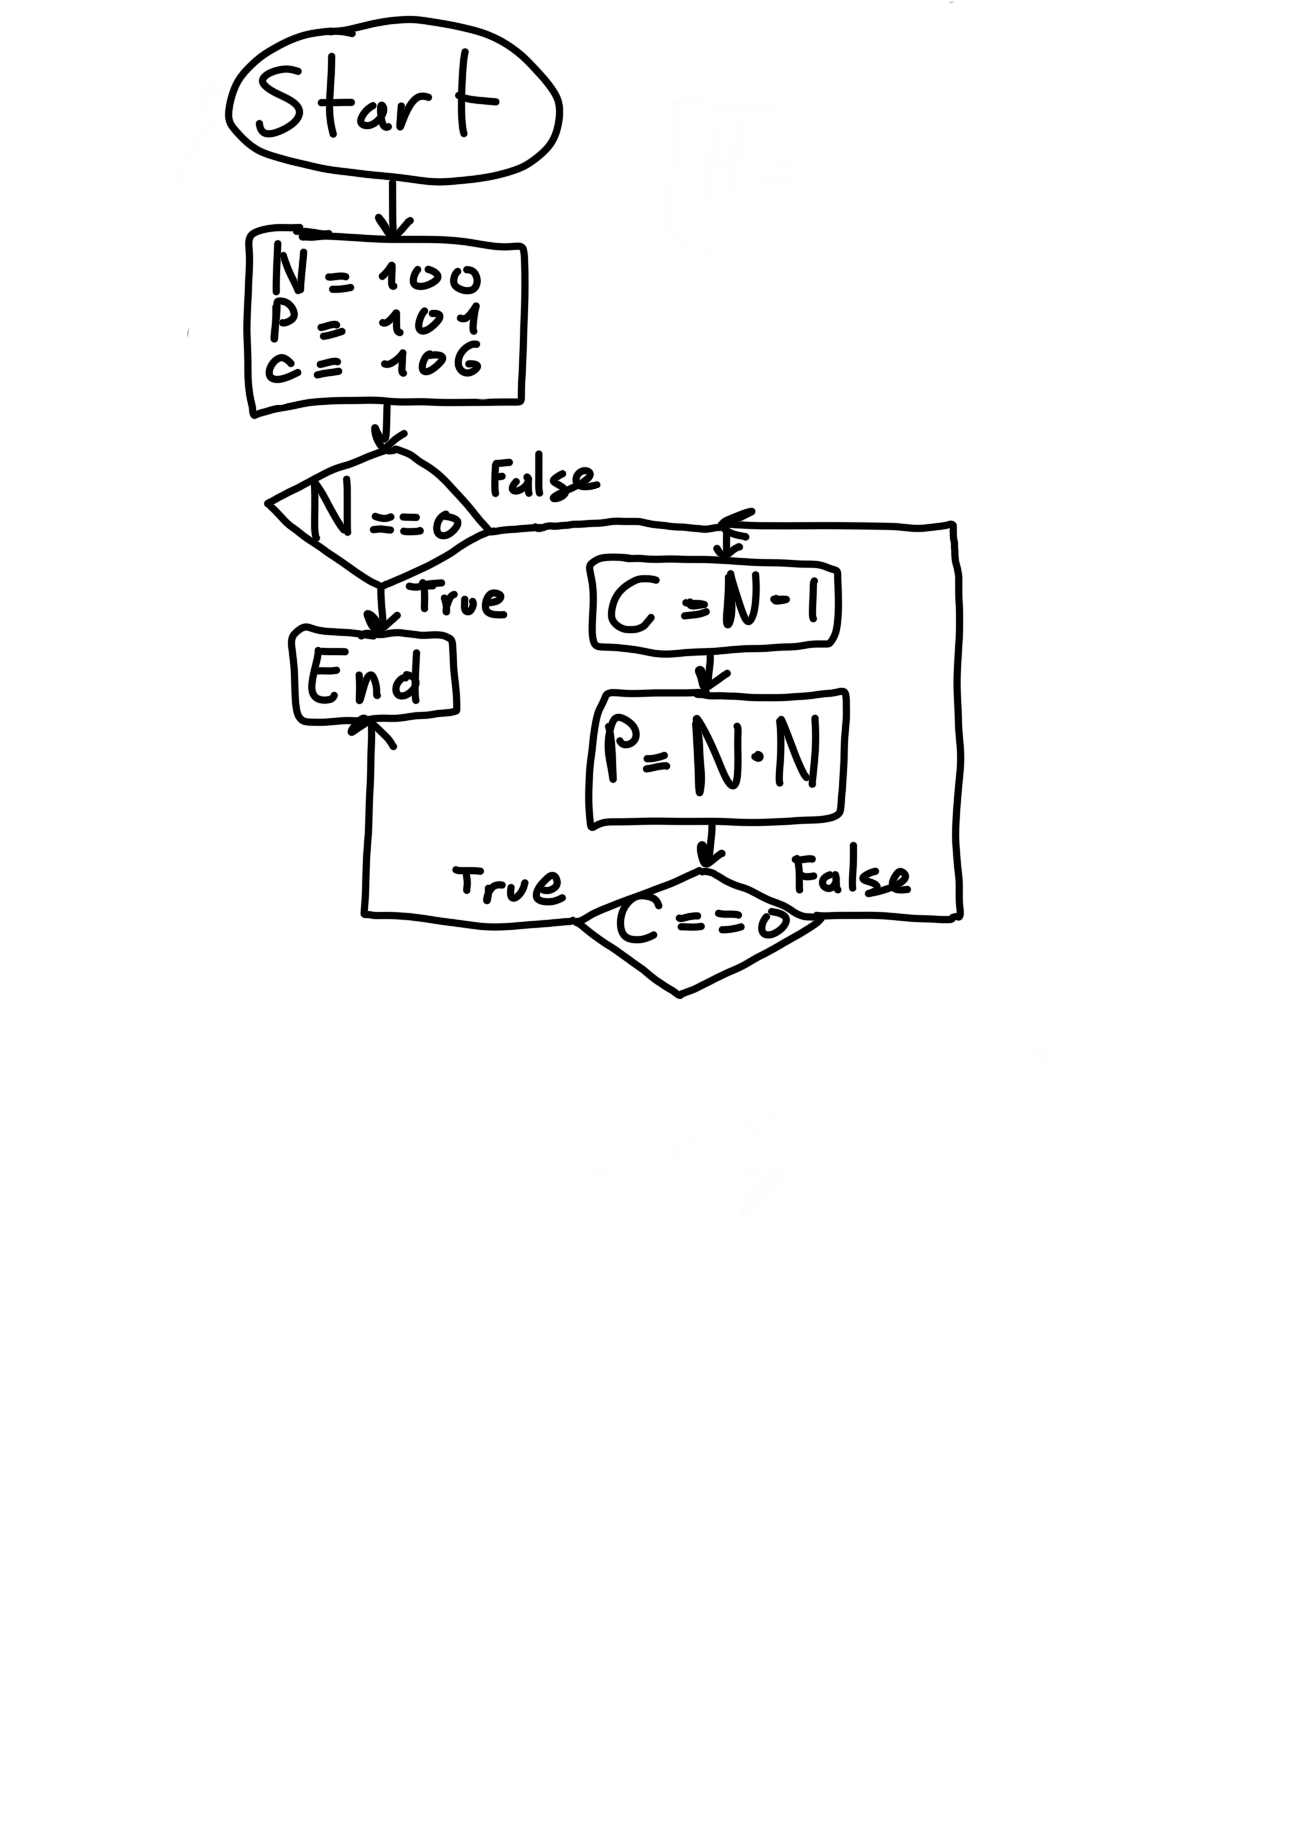 Start
N = 100
P = 101
C = 106
N == 0
False
True
End
C = N - 1
P = N · N
True
False
C == 0